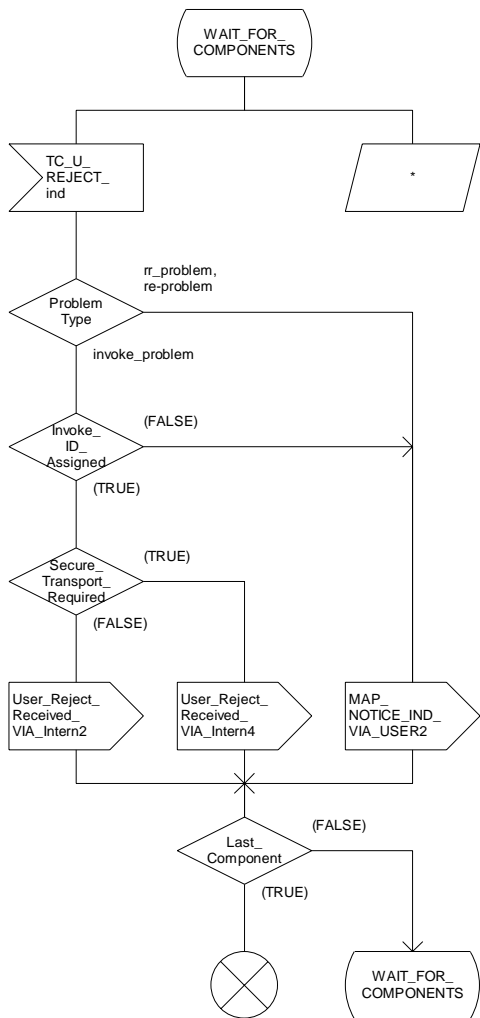 WAIT_FOR_
COMPONENTS
TC_U_
REJECT_
ind
*
rr_problem,
re-problem
Problem
Type
invoke_problem
Invoke_
ID_
Assigned
(FALSE)
(TRUE)
Secure_
Transport_
Required
(TRUE)
(FALSE)
User_Reject_
Received_
VIA_Intern2
User_Reject_
Received_
VIA_Intern4
MAP_
NOTICE_IND_
VIA_USER2
Last_
Component
(FALSE)
(TRUE)
WAIT_FOR_
COMPONENTS